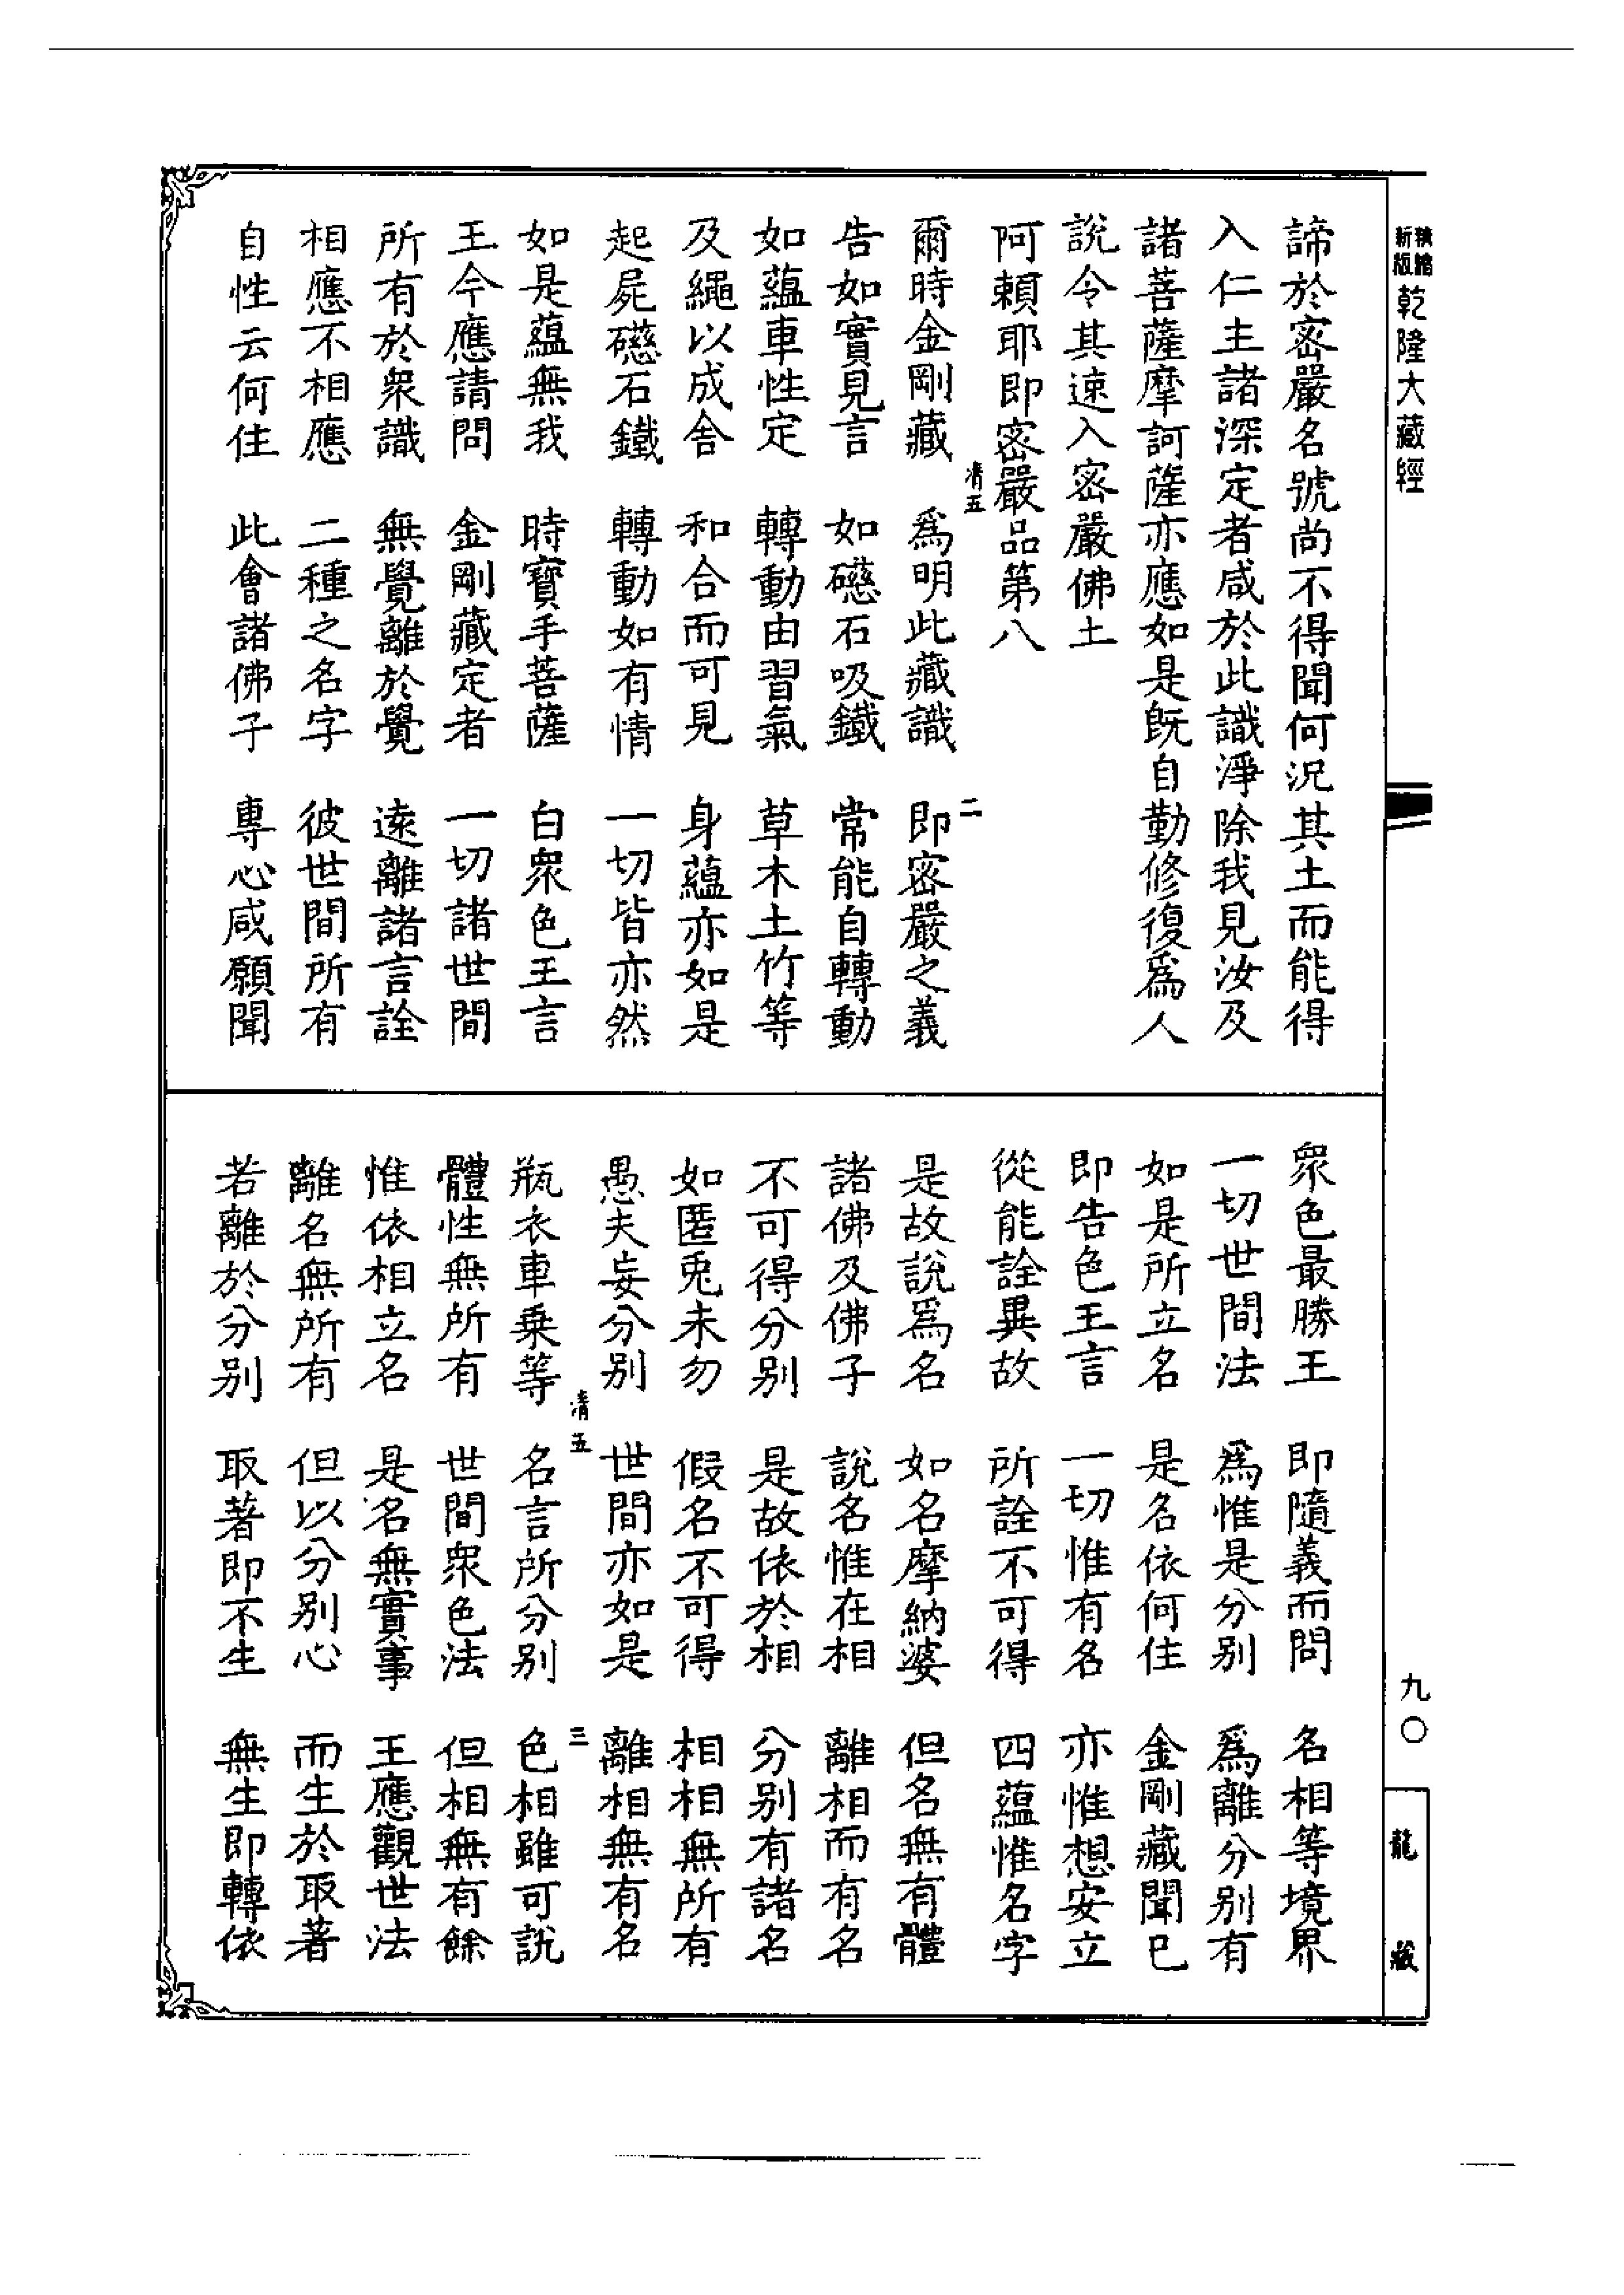 新版 精縮 乾隆大藏經
諦於密嚴名號尚不得聞何況其土而能得
入仁主諸深定者咸於此識淨除我見汝及
諸菩薩摩訶薩亦應如是既自勤修復爲人
說令其速入密嚴佛土
阿賴耶即密嚴品第八
清五 二
爾時金剛藏 爲明此藏識 即密嚴之義
告如實見言 如礠石吸鐵 常能自轉動
如蘊車性定 轉動由習氣 草木土竹等
及繩以成舍 和合而可見 身蘊亦如是
起屍礠石鐵 轉動如有情 一切皆亦然
如是蘊無我 時寶手菩薩 白衆色王言
王今應請問 金剛藏定者 一切諸世間
所有於衆識 無覺離於覺 遠離諸言詮
相應不相應 二種之名字 彼世間所有
自性云何住 此會諸佛子 專心咸願聞
衆色最勝王 即隨義而問 名相等境界
一切世間法 爲惟是分別 爲離分別有
如是所立名 是名依何住 金剛藏聞已
即告色王言 一切惟有名 亦惟想安立
從能詮異故 所詮不可得 四蘊惟名字
是故說爲名 如名摩納婆 但名無有體
諸佛及佛子 說名惟在相 離相而有名
不可得分別 是故依於相 分別有諸名
如匿兎未勿 假名不可得 相相無所有
愚夫妄分別 世間亦如是 離相無有名
清五 三
瓶衣車乗等 名言所分別 色相雖可說
體性無所有 世間衆色法 但相無有餘
惟依相立名 是名無實事 王應觀世法
離名無所有 但以分別心 而生於取著
若離於分別 取著即不生 無生即轉依
九〇
龍藏